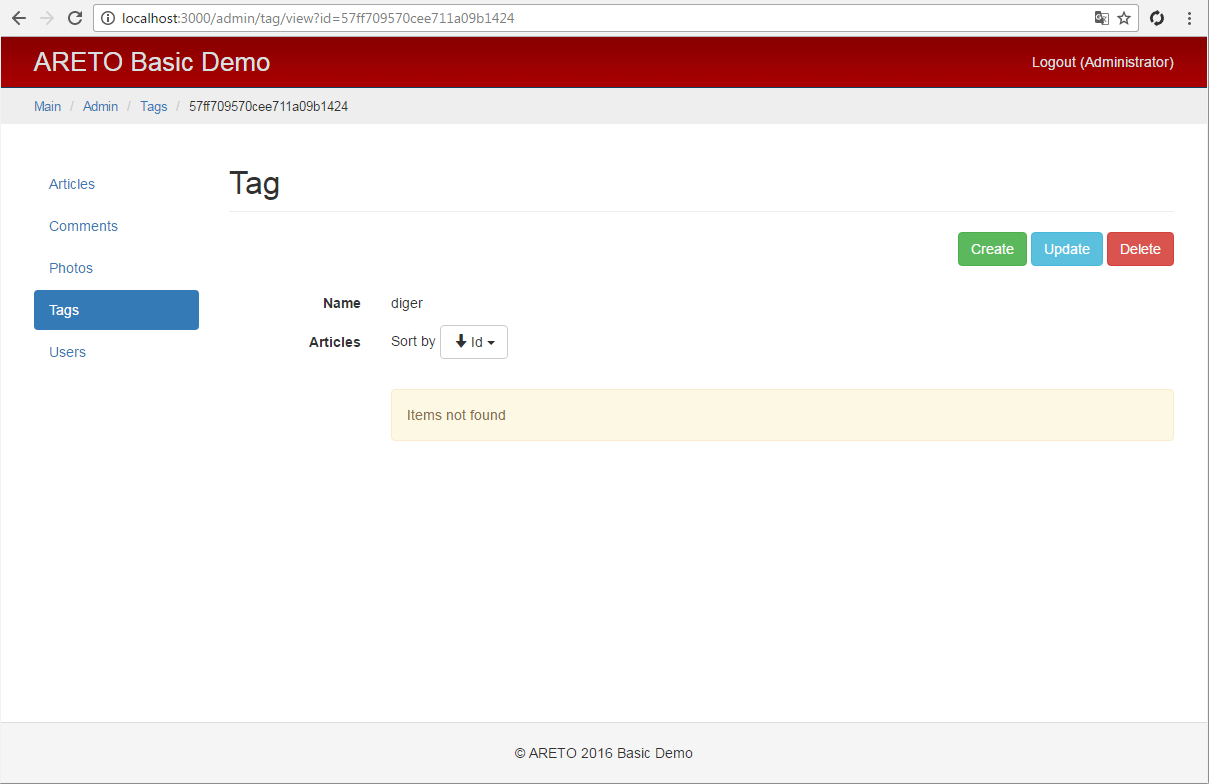 localhost:3000/admin/tag/view?id=57ff709570cee711a09b1424
ARETO Basic Demo
Logout (Administrator)
Main / Admin / Tags / 57ff709570cee711a09b1424
Articles
Comments
Photos
Tags
Users
Tag
Create Update Delete
Name diger
Articles Sort by Id
Items not found
© ARETO 2016 Basic Demo